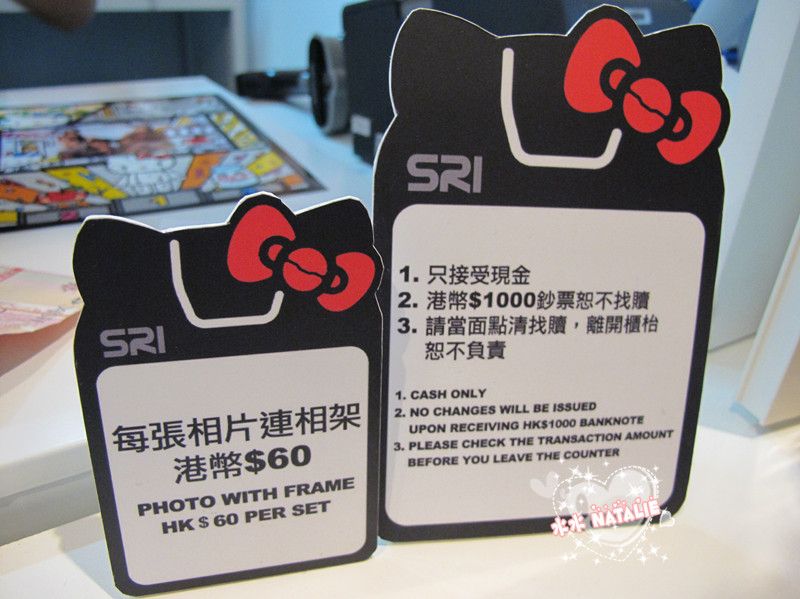 SRI
每張相片連相架
港幣$60
PHOTO WITH FRAME
HK$60 PER SET
SRI
1. 只接受現金
2. 港幣$1000鈔票恕不找贖
3. 請當面點清找贖，離開櫃枱
恕不負責
1. CASH ONLY
2. NO CHANGES WILL BE ISSUED
UPON RECEIVING HK$1000 BANKNOTE
3. PLEASE CHECK THE TRANSACTION AMOUNT
BEFORE YOU LEAVE THE COUNTER
水水 NATALIE